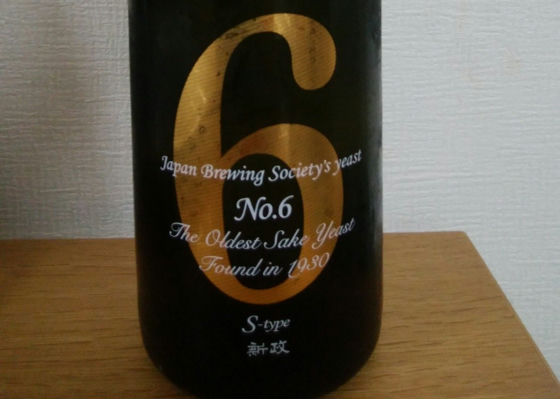 6
Japan Brewing Society's yeast
No.6
The Oldest Sake Yeast
Found in 1930
S-type
新政